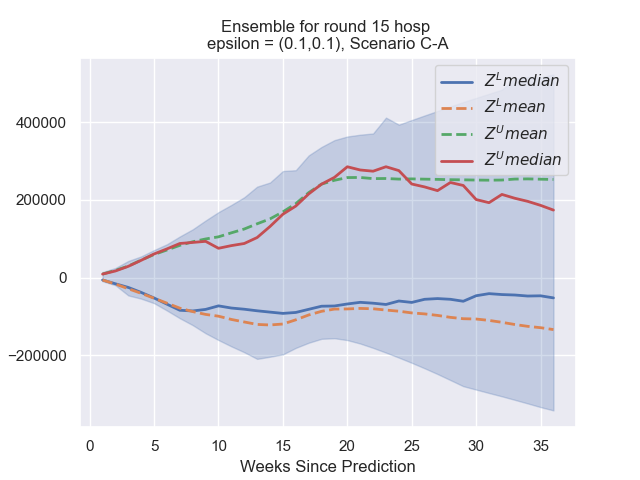 Ensemble for round 15 hosp
epsilon = (0.1,0.1), Scenario C-A
Z^L median
Z^L mean
Z^U mean
Z^U median
400000
200000
0
−200000
0 5 10 15 20 25 30 35
Weeks Since Prediction